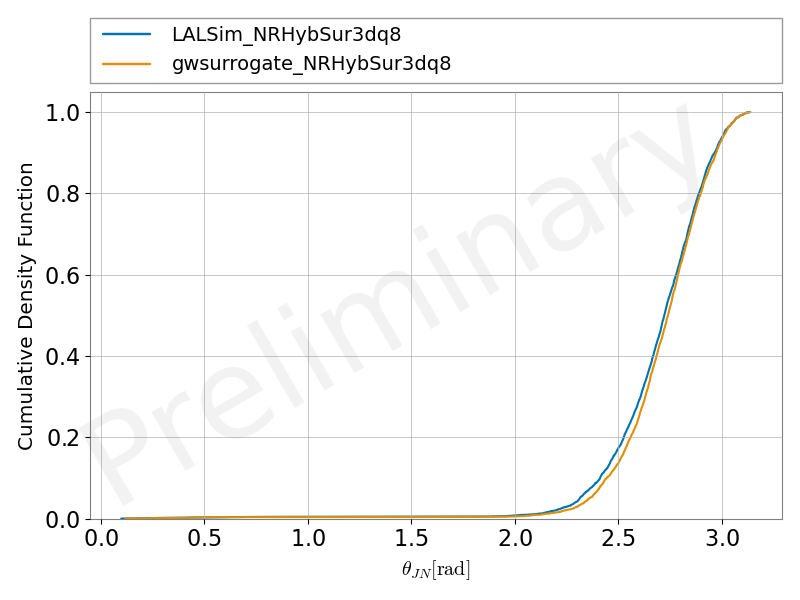 LALSim_NRHybSur3dq8
gwsurrogate_NRHybSur3dq8
Preliminary
Cumulative Density Function
1.0
0.8
0.6
0.4
0.2
0.0
0.0 0.5 1.0 1.5 2.0 2.5 3.0
θ_JN[rad]